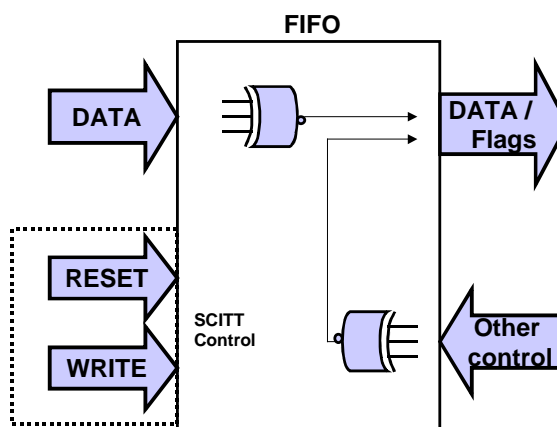 FIFO
DATA
DATA /
Flags
RESET
SCITT
Control
WRITE
Other
control